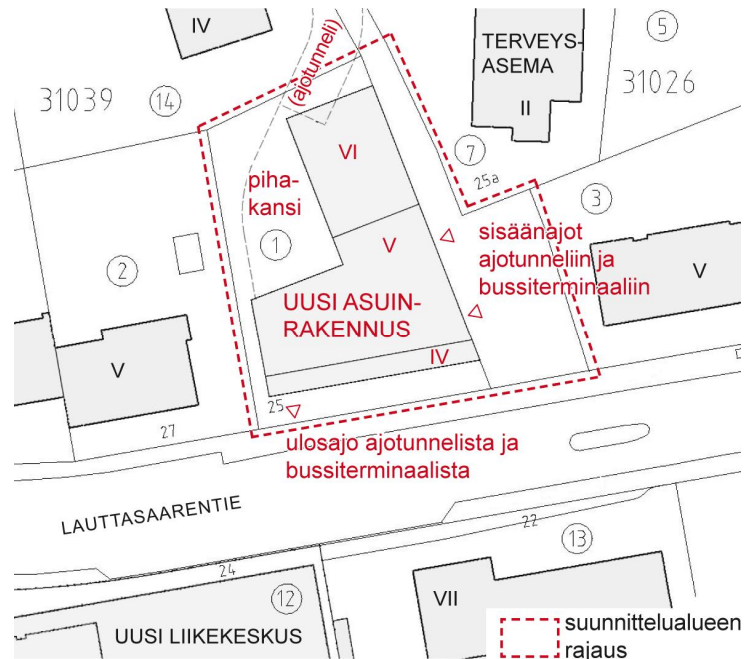 IV
(ajotunneli)
TERVEYS-
ASEMA
II
5
31039
14
31026
VI
7
25a
piha-
kansi
3
1
V
sisäänajot
ajotunneliin ja
bussiterminaaliin
V
2
UUSI ASUIN-
RAKENNUS
IV
V
25
27
ulosajo ajotunnelista ja
bussiterminaalista
LAUTTASAARENTIE
22
13
24
12
VII
UUSI LIIKEKESKUS
suunnittelualueen
rajaus